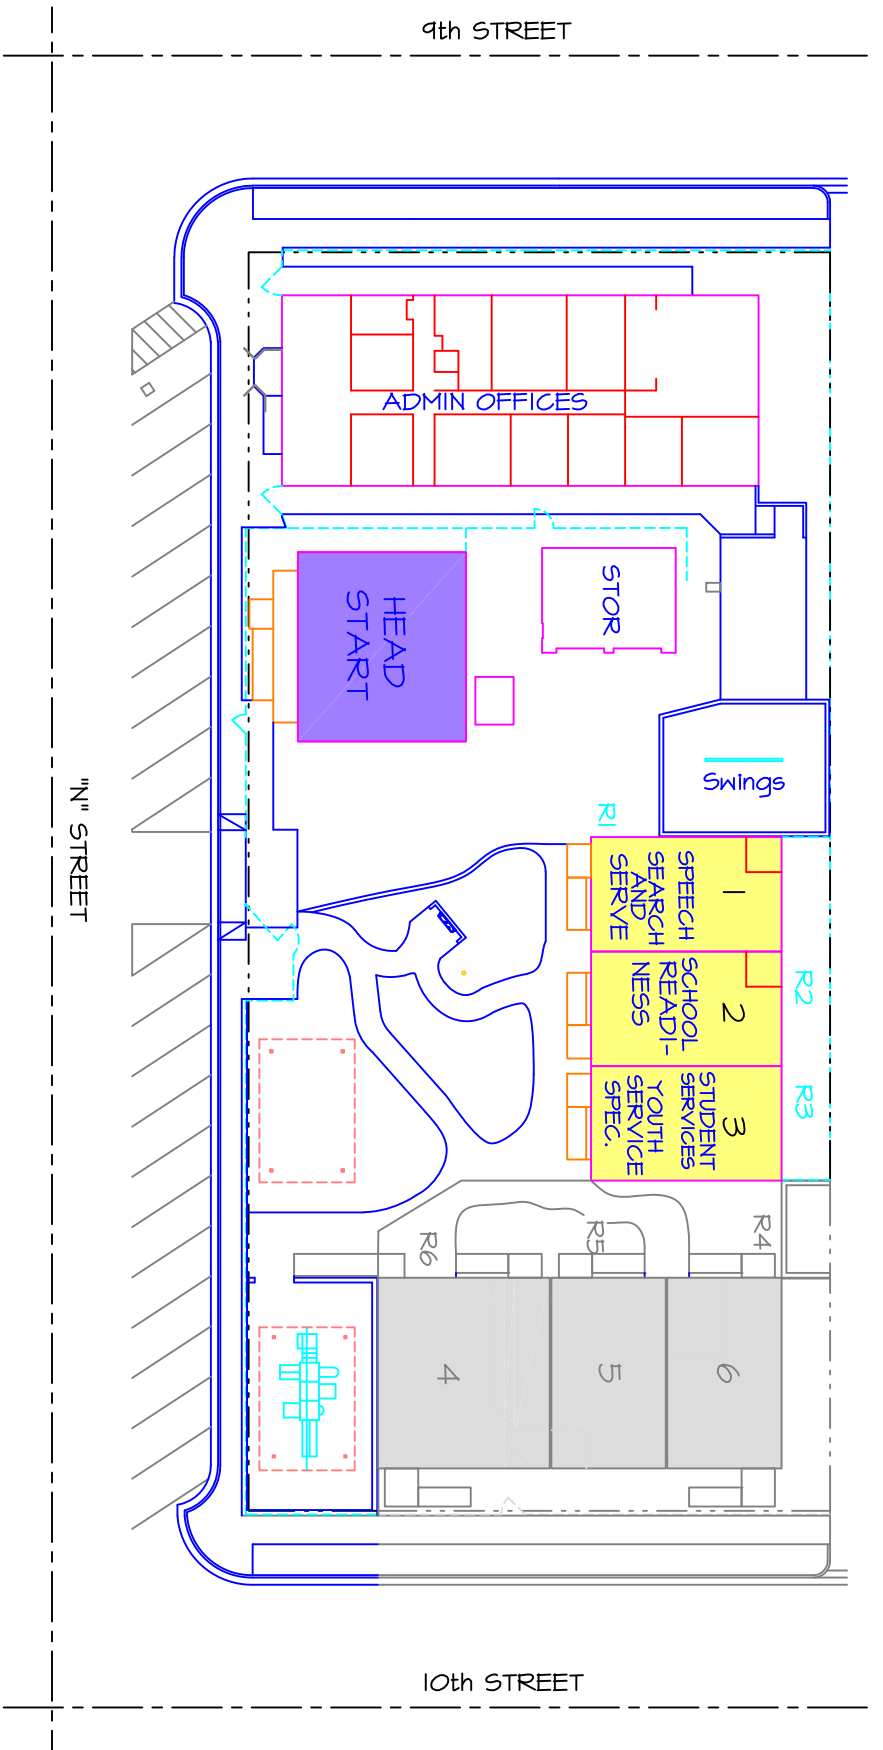 9th STREET
ADMIN OFFICES
HEAD
START
STOR
Swings
"N" STREET
R1
1
SPEECH
SEARCH
AND
SERVE
2
SCHOOL
READI-
NESS
R2
3
STUDENT
SERVICES
YOUTH
SERVICE
SPEC.
R3
R4
R5
R6
4
5
6
10th STREET